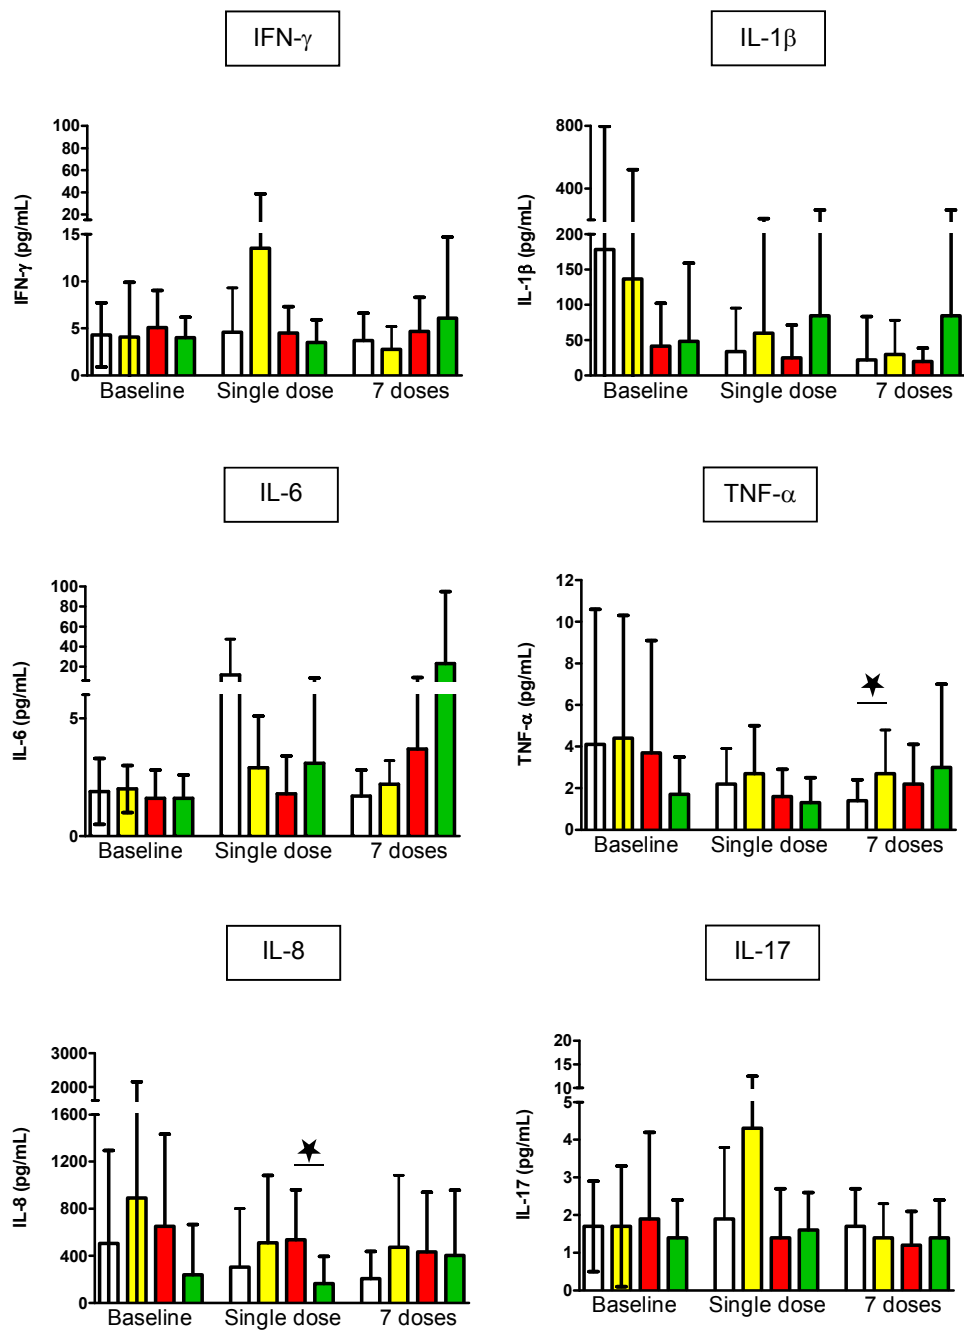 IFN-γ
IL-1β
100
80
60
40
20
15
10
5
0
IFN-γ (pg/mL)
Baseline
Single dose
7 doses
800
400
200
150
100
50
0
IL-1β (pg/mL)
Baseline
Single dose
7 doses
IL-6
TNF-α
100
80
60
40
20
5
0
IL-6 (pg/mL)
Baseline
Single dose
7 doses
12
10
8
6
4
2
0
TNF-α (pg/mL)
Baseline
Single dose
7 doses
IL-8
IL-17
3000
2000
1600
1200
800
400
0
IL-8 (pg/mL)
Baseline
Single dose
7 doses
20
15
10
5
4
3
2
1
0
IL-17 (pg/mL)
Baseline
Single dose
7 doses